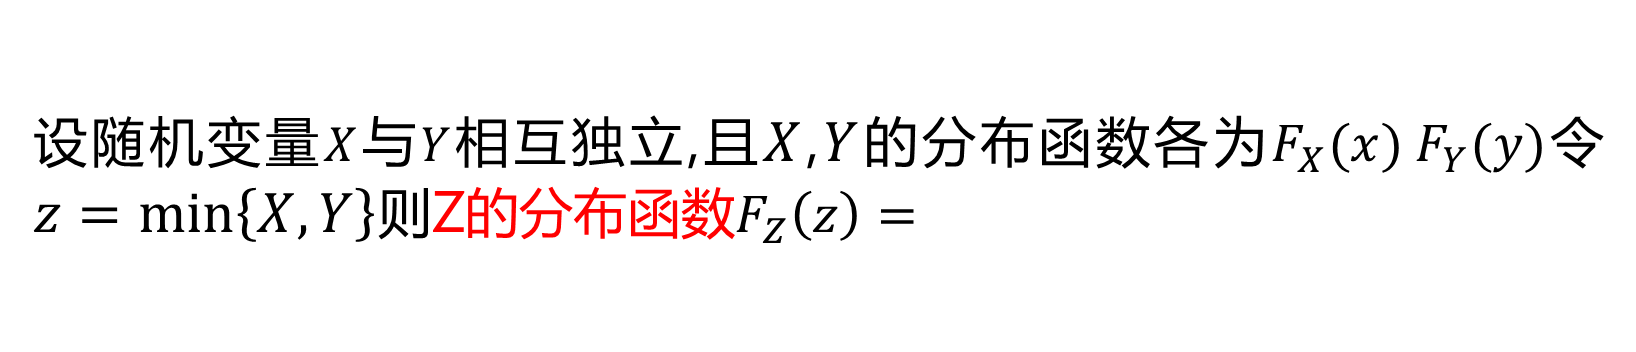 设随机变量X与Y相互独立,且X,Y的分布函数各为F_X(x) F_Y(y)令
z = min{X,Y}则Z的分布函数F_Z(z) =